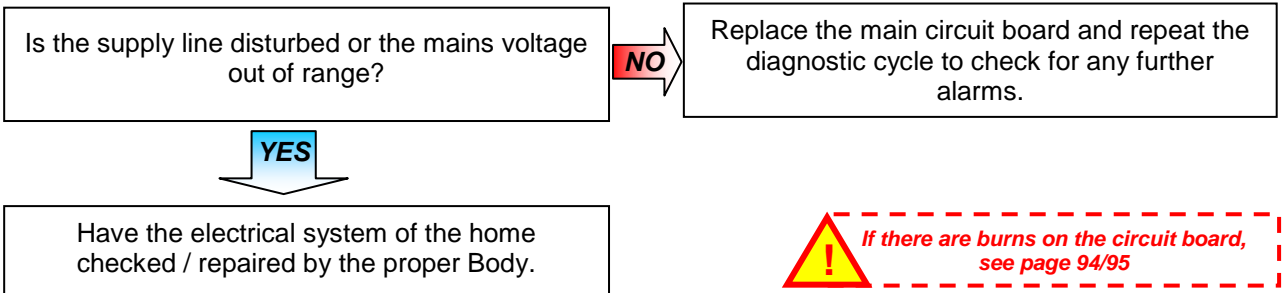 Is the supply line disturbed or the mains voltage
out of range?
NO
Replace the main circuit board and repeat the
diagnostic cycle to check for any further
alarms.
YES
Have the electrical system of the home
checked / repaired by the proper Body.
!
If there are burns on the circuit board,
see page 94/95